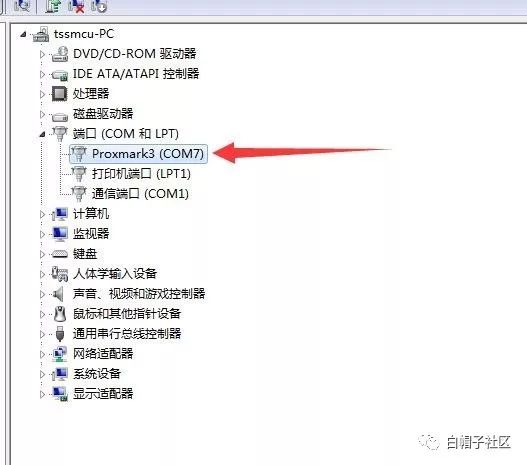 tssmcu-PC
DVD/CD-ROM 驱动器
IDE ATA/ATAPI 控制器
处理器
磁盘驱动器
端口 (COM 和 LPT)
Proxmark3 (COM7)
打印机端口 (LPT1)
通信端口 (COM1)
计算机
监视器
键盘
人体学输入设备
声音、视频和游戏控制器
鼠标和其他指针设备
通用串行总线控制器
网络适配器
系统设备
显示适配器
白帽子社区